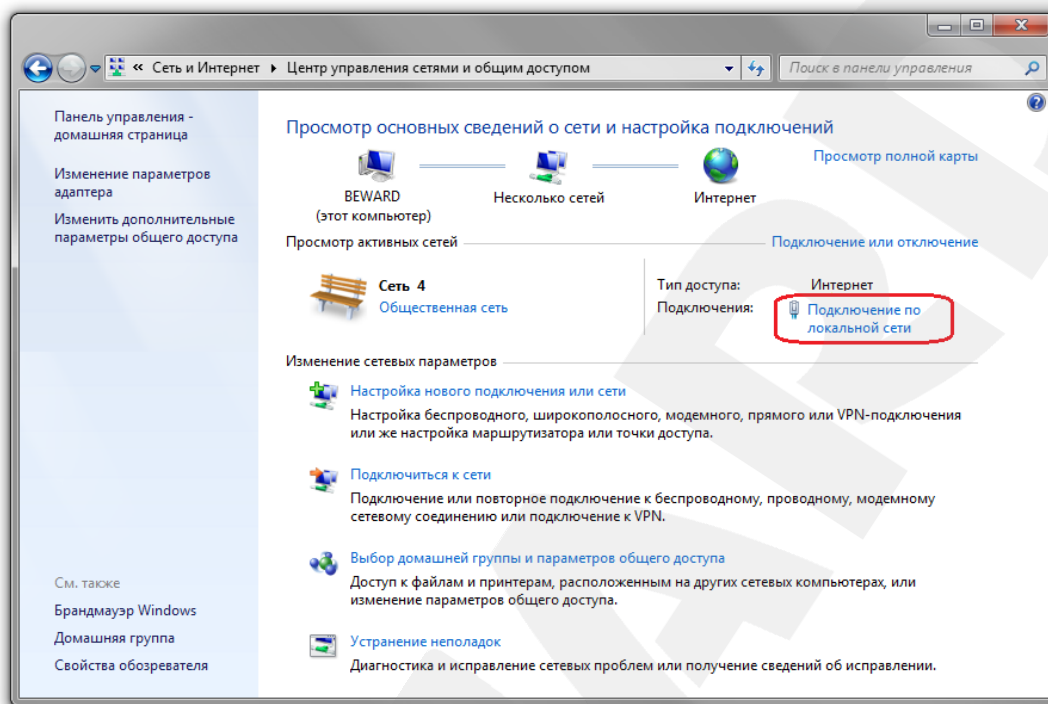 « Сеть и Интернет ▸ Центр управления сетями и общим доступом
Поиск в панели управления
Панель управления -
домашняя страница
Изменение параметров
адаптера
Изменить дополнительные
параметры общего доступа
См. также
Брандмауэр Windows
Домашняя группа
Свойства обозревателя
Просмотр основных сведений о сети и настройка подключений
Просмотр полной карты
BEWARD
(этот компьютер)
Несколько сетей
Интернет
Просмотр активных сетей
Подключение или отключение
Сеть 4
Общественная сеть
Тип доступа: Интернет
Подключения: Подключение по
локальной сети
Изменение сетевых параметров
Настройка нового подключения или сети
Настройка беспроводного, широкополосного, модемного, прямого или VPN-подключения
или же настройка маршрутизатора или точки доступа.
Подключиться к сети
Подключение или повторное подключение к беспроводному, проводному, модемному
сетевому соединению или подключение к VPN.
Выбор домашней группы и параметров общего доступа
Доступ к файлам и принтерам, расположенным на других сетевых компьютерах, или
изменение параметров общего доступа.
Устранение неполадок
Диагностика и исправление сетевых проблем или получение сведений об исправлении.